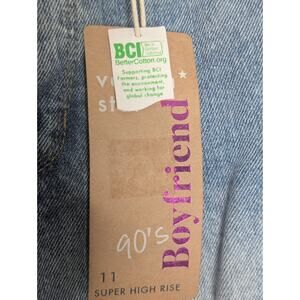 BCI
BetterCotton.org
Supporting BCI
Farmers, protecting
the environment,
and working for
global change
90's
Boyfriend
11
SUPER HIGH RISE